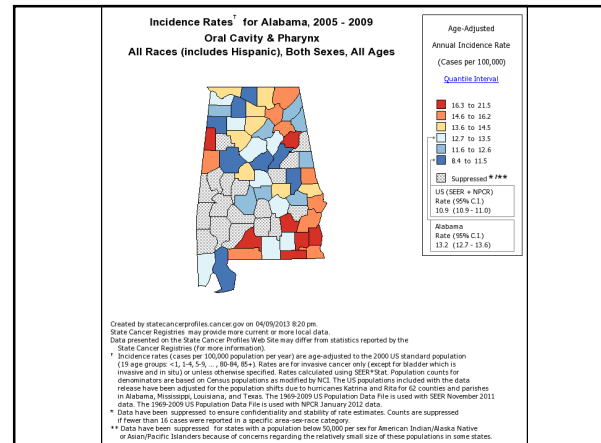 Incidence Rates† for Alabama, 2005 - 2009
Oral Cavity & Pharynx
All Races (includes Hispanic), Both Sexes, All Ages
Age-Adjusted
Annual Incidence Rate
(Cases per 100,000)
Quantile Interval
16.3 to 21.5
14.6 to 16.2
13.6 to 14.5
12.7 to 13.5
11.6 to 12.6
8.4 to 11.5
Suppressed */**
US (SEER + NPCR)
Rate (95% C.I.)
10.9 (10.9 - 11.0)
Alabama
Rate (95% C.I.)
13.2 (12.7 - 13.6)
Created by statecancerprofiles.cancer.gov on 04/09/2013 8:20 pm.
State Cancer Registries may provide more current or more local data.
Data presented on the State Cancer Profiles Web Site may differ from statistics reported by the
State Cancer Registries (for more information).
† Incidence rates (cases per 100,000 population per year) are age-adjusted to the 2000 US standard population
(19 age groups: <1, 1-4, 5-9, ... , 80-84, 85+). Rates are for invasive cancer only (except for bladder which is
invasive and in situ) or unless otherwise specified. Rates calculated using SEER*Stat. Population counts for
denominators are based on Census populations as modified by NCI. The US populations included with the data
release have been adjusted for the population shifts due to hurricanes Katrina and Rita for 62 counties and parishes
in Alabama, Mississippi, Louisiana, and Texas. The 1969-2009 US Population Data File is used with SEER November 2011
data. The 1969-2009 US Population Data File is used with NPCR January 2012 data.
* Data have been suppressed to ensure confidentiality and stability of rate estimates. Counts are suppressed
if fewer than 16 cases were reported in a specific area-sex-race category.
** Data have been suppressed for states with a population below 50,000 per sex for American Indian/Alaska Native
or Asian/Pacific Islanders because of concerns regarding the relatively small size of these populations in some states.